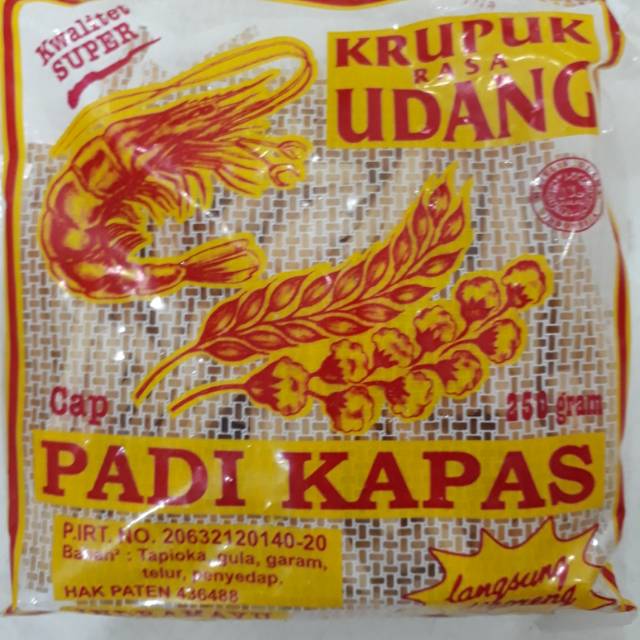 Kwalitet
SUPER
KRUPUK
RASA
UDANG
Cap
250 gram
PADI KAPAS
P.IRT. NO. 20632120140-20
Bahan² : Tapioka, gula, garam,
telur, penyedap.
HAK PATEN 436488
langsung